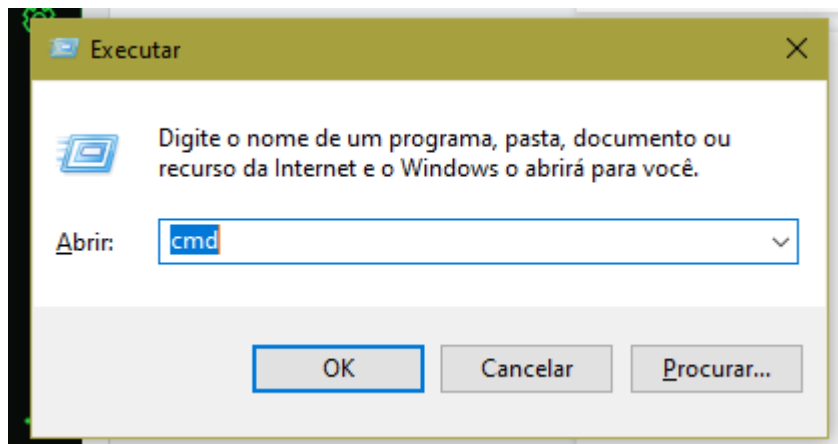 Executar
Digite o nome de um programa, pasta, documento ou
recurso da Internet e o Windows o abrirá para você.
Abrir: cmd
OK Cancelar Procurar...